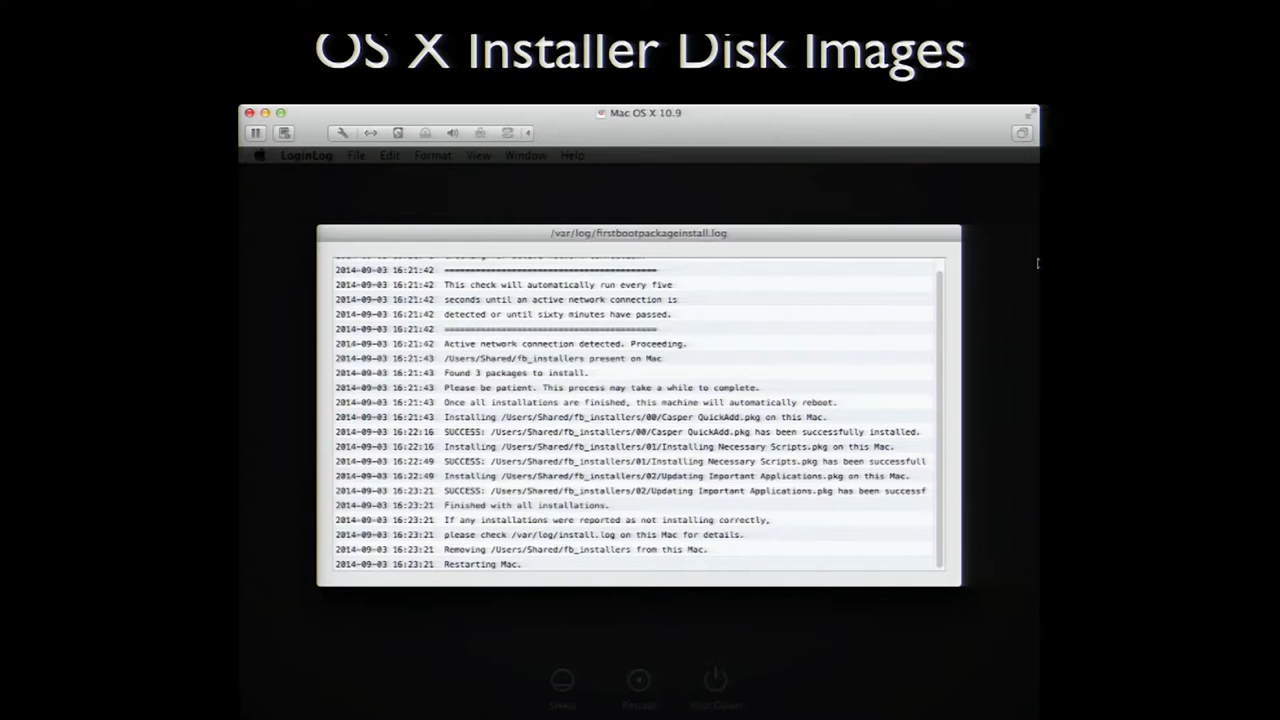 OS X Installer Disk Images
Mac OS X 10.9
LoginLog File Edit Format View Window Help
/var/log/firstbootpackageinstall.log
2014-09-03 16:21:42 =====================================
2014-09-03 16:21:42 This check will automatically run every five
2014-09-03 16:21:42 seconds until an active network connection is
2014-09-03 16:21:42 detected or until sixty minutes have passed.
2014-09-03 16:21:42 =====================================
2014-09-03 16:21:42 Active network connection detected. Proceeding.
2014-09-03 16:21:43 /Users/Shared/fb_installers present on Mac
2014-09-03 16:21:43 Found 3 packages to install.
2014-09-03 16:21:43 Please be patient. This process may take a while to complete.
2014-09-03 16:21:43 Once all installations are finished, this machine will automatically reboot.
2014-09-03 16:21:43 Installing /Users/Shared/fb_installers/00/Casper QuickAdd.pkg on this Mac.
2014-09-03 16:22:16 SUCCESS: /Users/Shared/fb_installers/00/Casper QuickAdd.pkg has been successfully installed.
2014-09-03 16:22:16 Installing /Users/Shared/fb_installers/01/Installing Necessary Scripts.pkg on this Mac.
2014-09-03 16:22:49 SUCCESS: /Users/Shared/fb_installers/01/Installing Necessary Scripts.pkg has been successfull
2014-09-03 16:22:49 Installing /Users/Shared/fb_installers/02/Updating Important Applications.pkg on this Mac.
2014-09-03 16:23:21 SUCCESS: /Users/Shared/fb_installers/02/Updating Important Applications.pkg has been successf
2014-09-03 16:23:21 Finished with all installations.
2014-09-03 16:23:21 If any installations were reported as not installing correctly,
2014-09-03 16:23:21 please check /var/log/install.log on this Mac for details.
2014-09-03 16:23:21 Removing /Users/Shared/fb_installers from this Mac.
2014-09-03 16:23:21 Restarting Mac.
Sleep Restart Shut Down